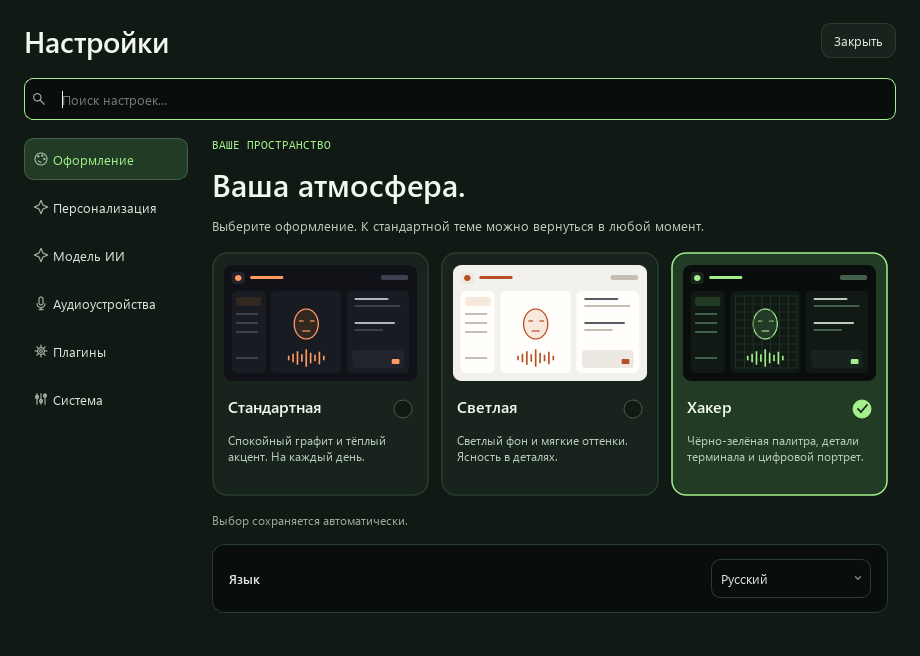 Настройки
Закрыть
Поиск настроек...
Оформление
Персонализация
Модель ИИ
Аудиоустройства
Плагины
Система
ВАШЕ ПРОСТРАНСТВО
Ваша атмосфера.
Выберите оформление. К стандартной теме можно вернуться в любой момент.
Стандартная
Спокойный графит и тёплый
акцент. На каждый день.
Светлая
Светлый фон и мягкие оттенки.
Ясность в деталях.
Хакер
Чёрно-зелёная палитра, детали
терминала и цифровой портрет.
Выбор сохраняется автоматически.
Язык
Русский